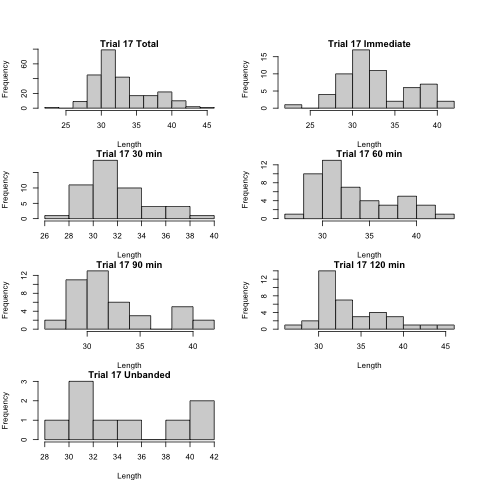 Trial 17 Total
Frequency
0 20 60
25 30 35 40 45
Length
Trial 17 Immediate
Frequency
0 5 10 15
25 30 35 40
Length
Trial 17 30 min
Frequency
0 5 10
26 28 30 32 34 36 38 40
Length
Trial 17 60 min
Frequency
0 4 8 12
30 35 40
Length
Trial 17 90 min
Frequency
0 4 8 12
30 35 40
Length
Trial 17 120 min
Frequency
0 4 8 12
30 35 40 45
Length
Trial 17 Unbanded
Frequency
0 1 2 3
28 30 32 34 36 38 40 42
Length